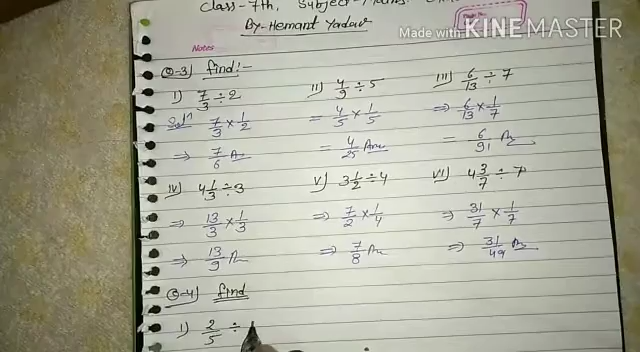 Class-7th, Subject-Maths.
By-Hemant Yadav
Made with KINEMASTER
Notes
Q-3) find:-
i) 7/3 ÷ 2 ii) 4/9 ÷ 5 iii) 6/13 ÷ 7
Solⁿ 7/3 × 1/2 = 4/5 × 1/5 ⇒ 6/13 × 1/7
⇒ 7/6 = 4/25 Ans = 6/91
iv) 4 1/3 ÷ 3 v) 3 1/2 ÷ 4 vi) 4 3/7 ÷ 7
⇒ 13/3 × 1/3 ⇒ 7/2 × 1/4 ⇒ 31/7 × 1/7
⇒ 13/9 ⇒ 7/8 Ans ⇒ 31/49
Q-4) find
i) 2/5 ÷